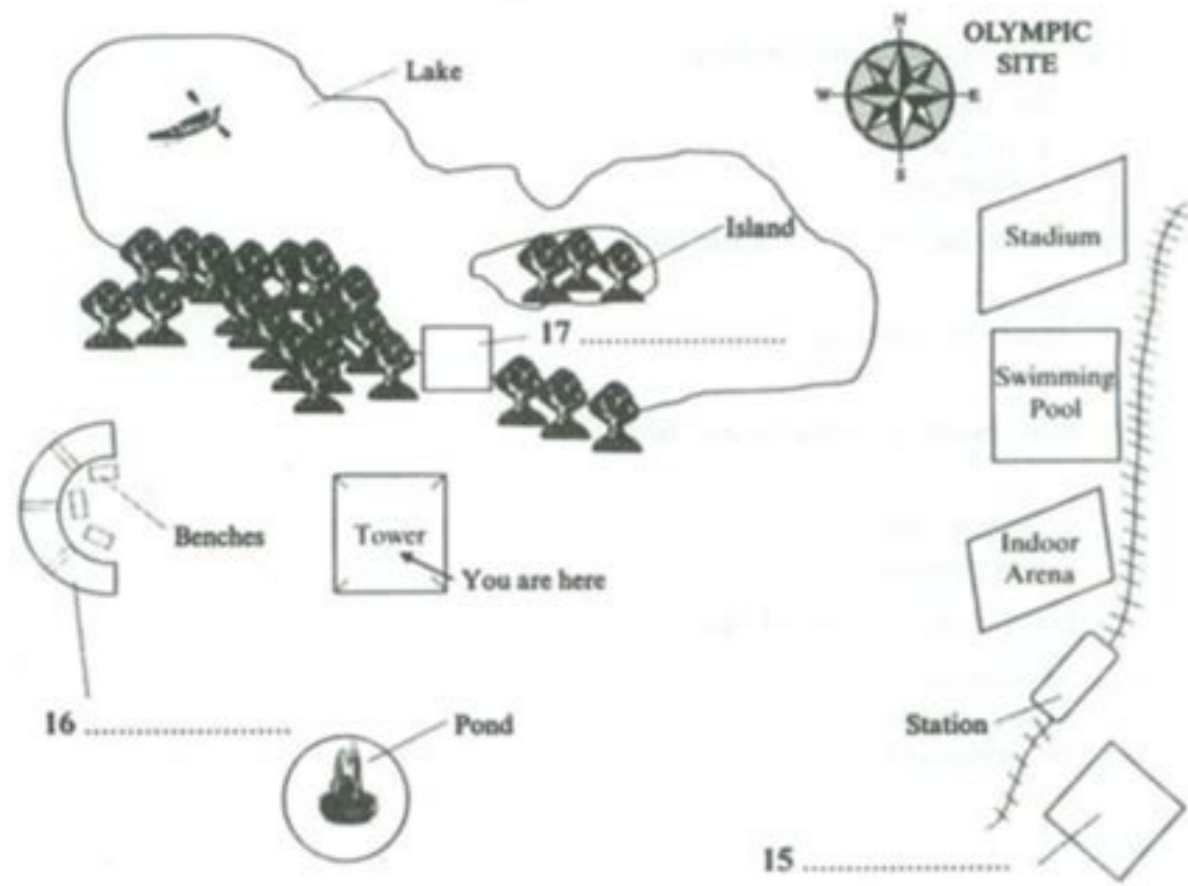 N
OLYMPIC
SITE
W
E
S
Lake
Island
Stadium
17 ........................
Swimming
Pool
Benches
Tower
You are here
Indoor
Arena
16 ........................
Pond
Station
15 ........................